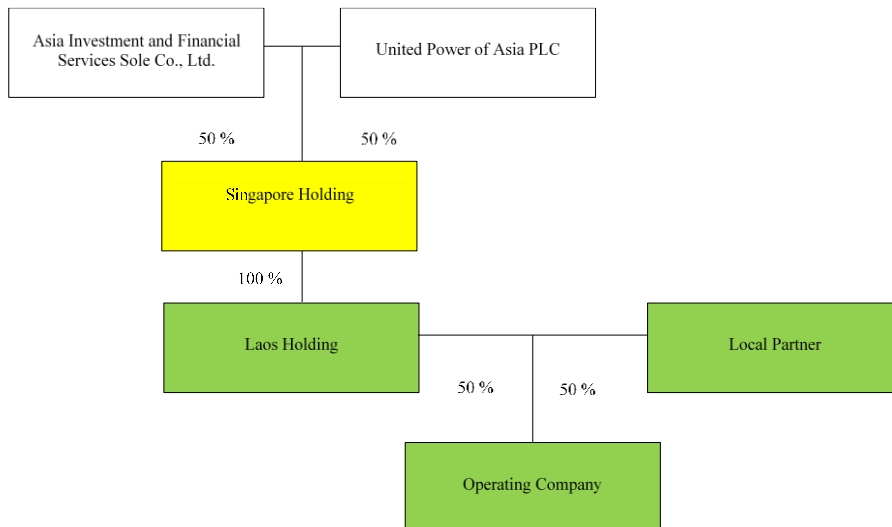 Asia Investment and Financial
Services Sole Co., Ltd.
United Power of Asia PLC
50 %
50 %
Singapore Holding
100 %
Laos Holding
Local Partner
50 %
50 %
Operating Company